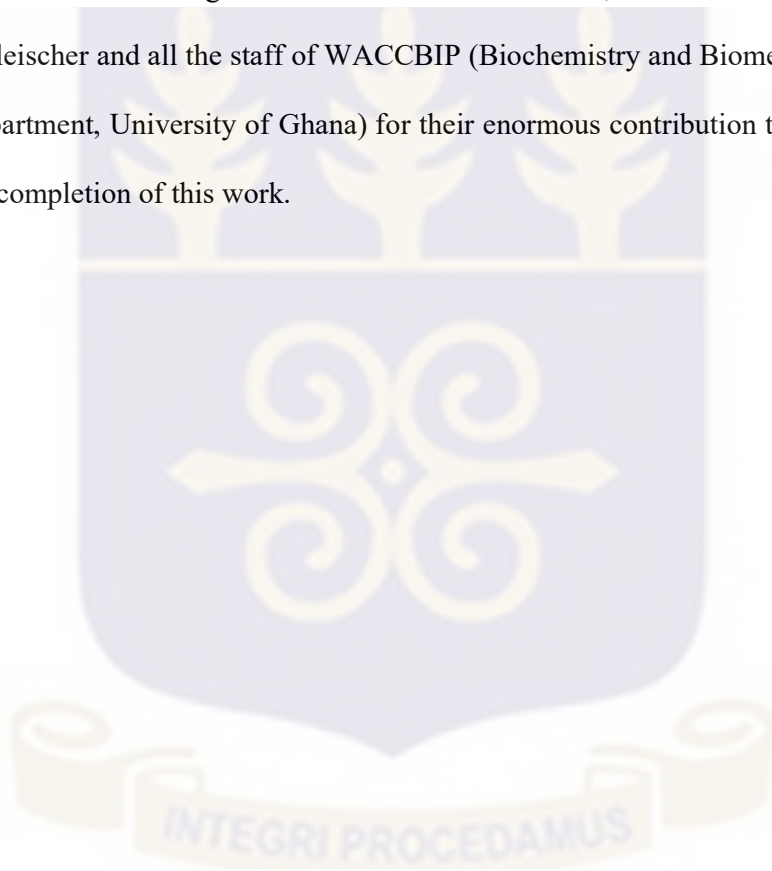 leischer and all the staff of WACCBIP (Biochemistry and Biome
partment, University of Ghana) for their enormous contribution t
completion of this work.
INTEGRI PROCEDAMUS